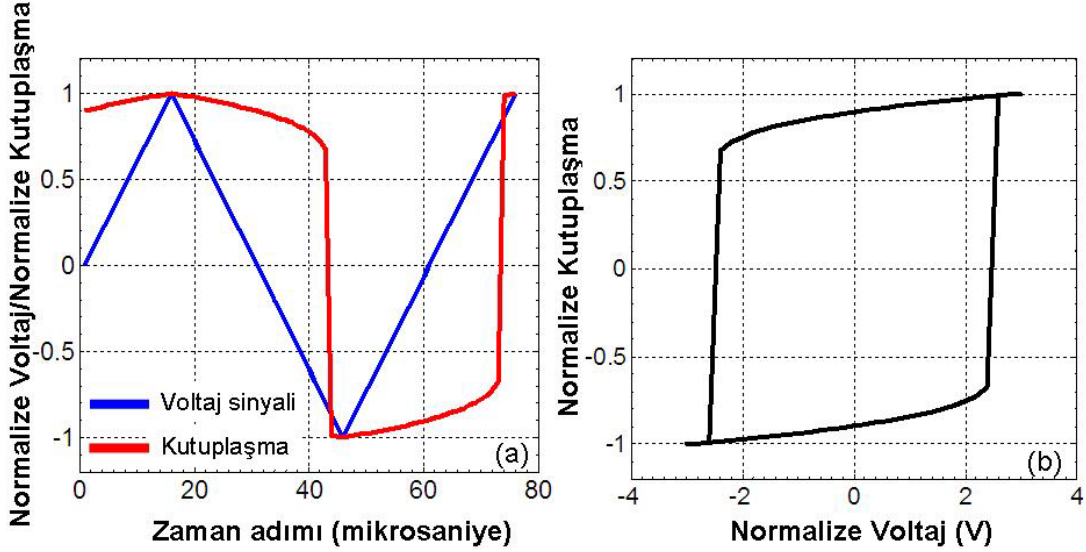 Normalize Voltaj/Normalize Kutuplaşma
1
0.5
0
-0.5
-1
Voltaj sinyali
Kutuplaşma
(a)
0
20
40
60
80
Zaman adımı (mikrosaniye)
Normalize Kutuplaşma
1
0.5
0
-0.5
-1
(b)
-4
-2
0
2
4
Normalize Voltaj (V)